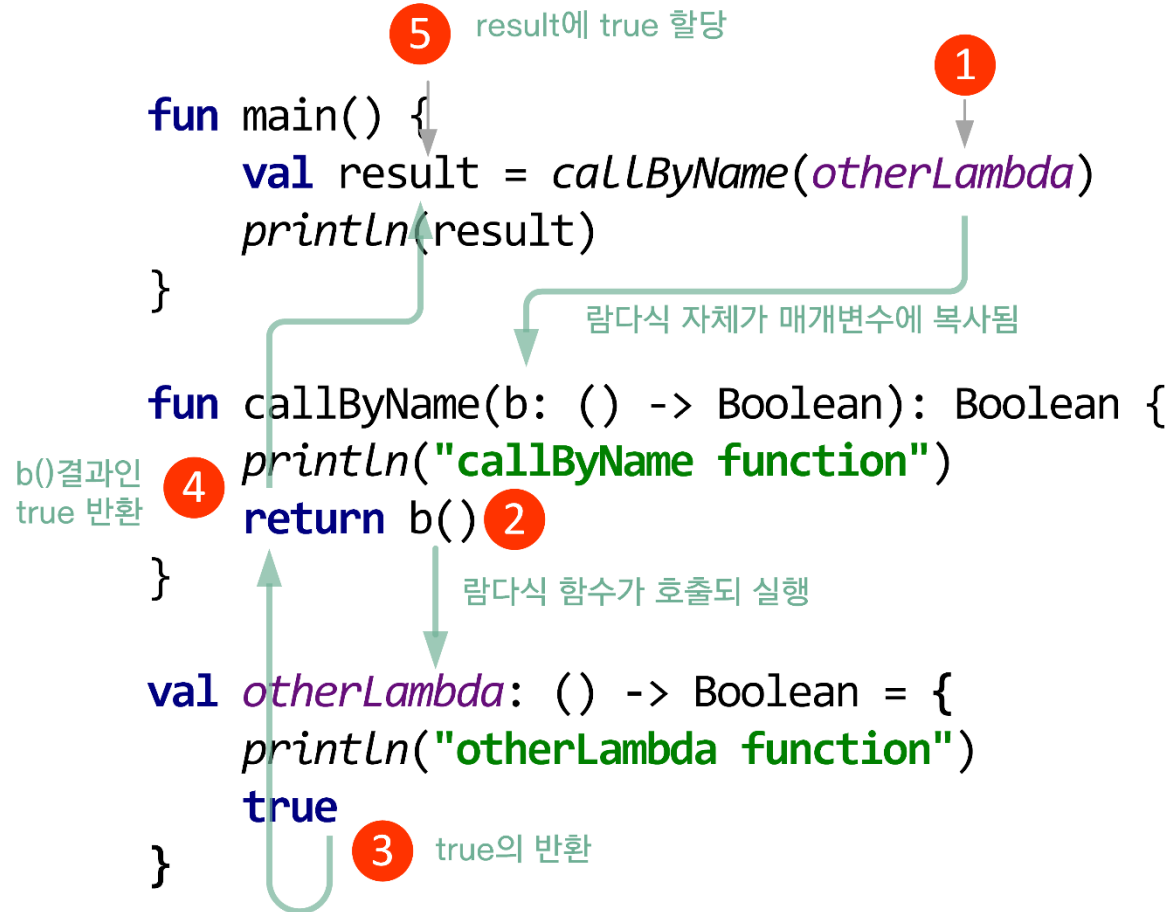 5 result에 true 할당
1
fun main() {
val result = callByName(otherLambda)
println(result)
}
람다식 자체가 매개변수에 복사됨
fun callByName(b: () -> Boolean): Boolean {
println("callByName function")
b()결과인
true 반환
4
return b() 2
}
람다식 함수가 호출되 실행
val otherLambda: () -> Boolean = {
println("otherLambda function")
true
3 true의 반환
}